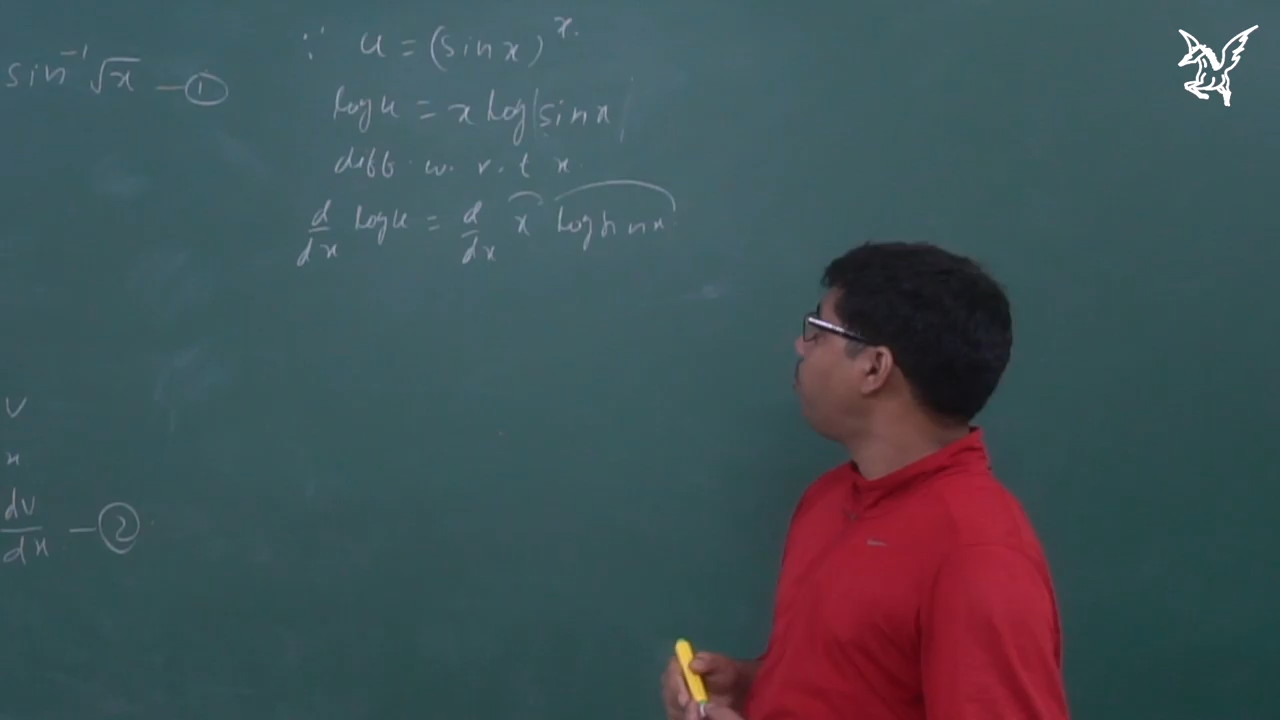 sin⁻¹ √x — ①
∵ u = (sin x)^x.
log u = x log|sin x|
diff. w. r. t x.
d/dx log u = d/dx x log sin x
v
x
dv/dx — ②